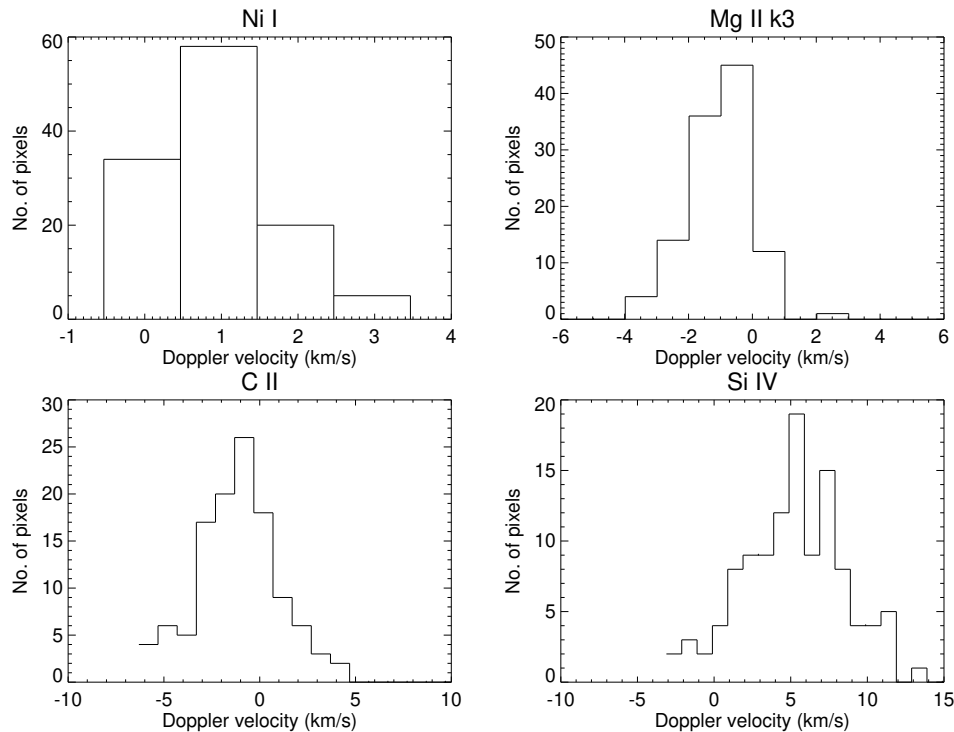 Ni I
60
40
20
0
No. of pixels
-1 0 1 2 3 4
Doppler velocity (km/s)
Mg II k3
50
40
30
20
10
0
No. of pixels
-6 -4 -2 0 2 4 6
Doppler velocity (km/s)
C II
30
25
20
15
10
5
0
No. of pixels
-10 -5 0 5 10
Doppler velocity (km/s)
Si IV
20
15
10
5
0
No. of pixels
-10 -5 0 5 10 15
Doppler velocity (km/s)